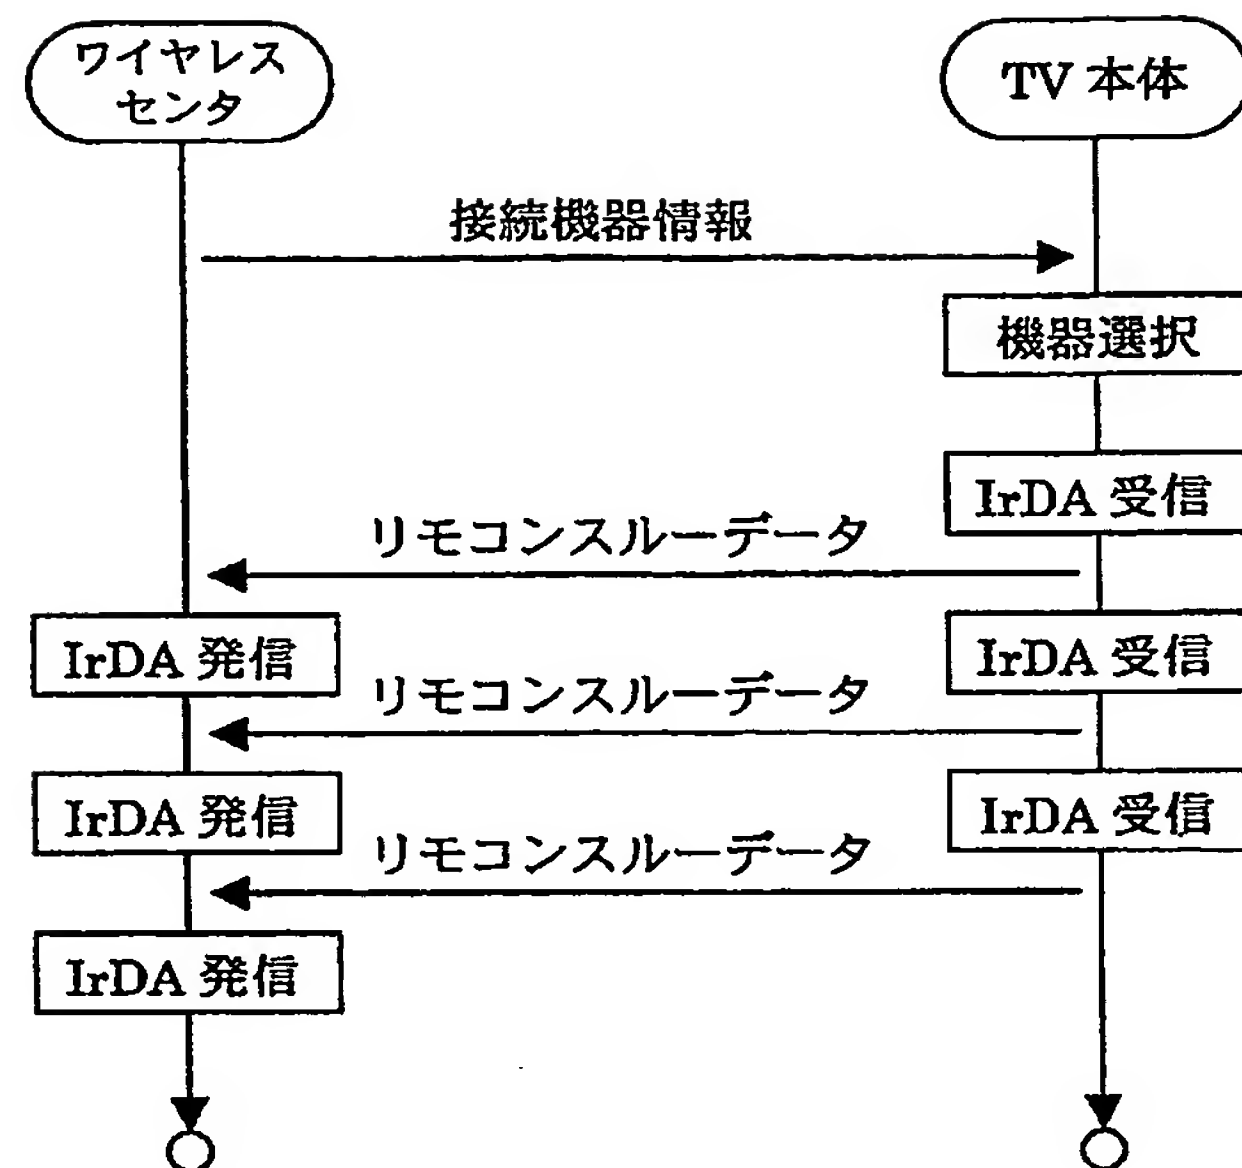 ワイヤレス
センタ
TV 本体
接続機器情報
機器選択
IrDA 受信
リモコンスルーデータ
IrDA 発信
IrDA 受信
リモコンスルーデータ
IrDA 発信
IrDA 受信
リモコンスルーデータ
IrDA 発信